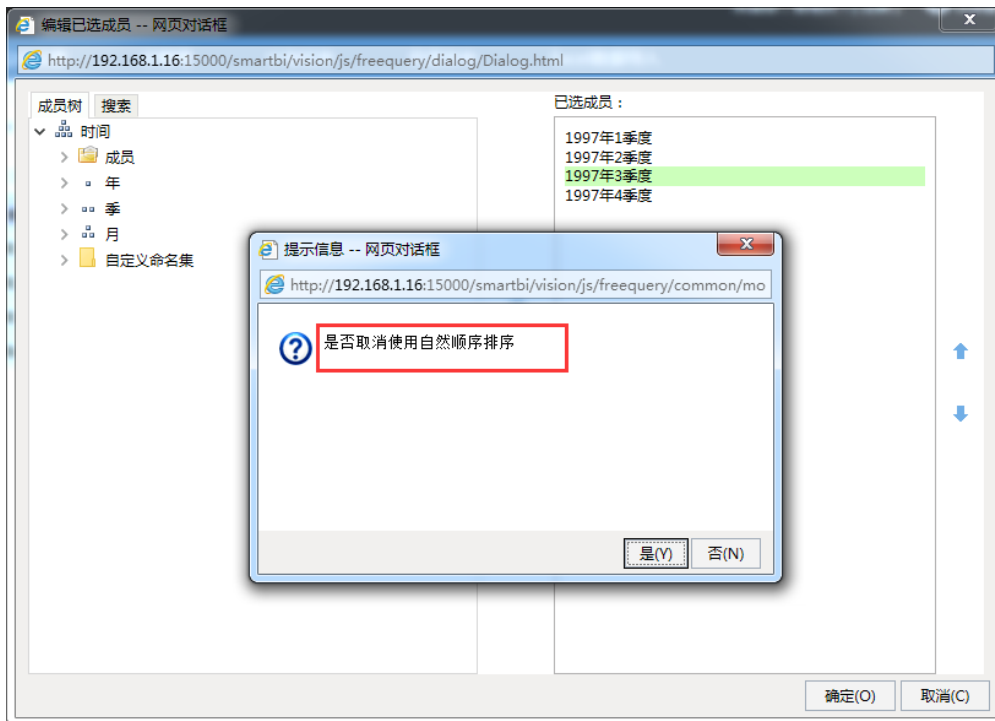 编辑已选成员 -- 网页对话框
x
http://192.168.1.16:15000/smartbi/vision/js/freequery/dialog/Dialog.html
成员树 搜索
时间
成员
年
季
月
自定义命名集
已选成员：
1997年1季度
1997年2季度
1997年3季度
1997年4季度
提示信息 -- 网页对话框
x
http://192.168.1.16:15000/smartbi/vision/js/freequery/common/mo
是否取消使用自然顺序排序
是(Y) 否(N)
确定(O) 取消(C)